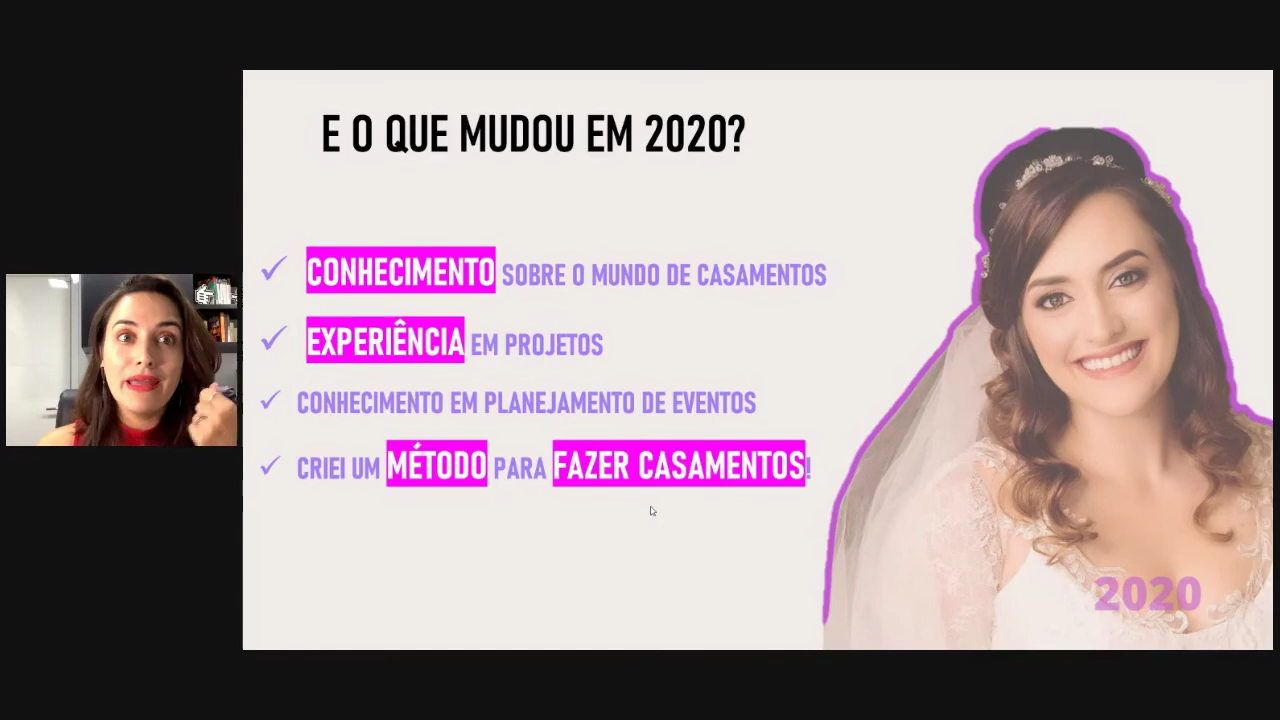 E O QUE MUDOU EM 2020?
CONHECIMENTO SOBRE O MUNDO DE CASAMENTOS
EXPERIÊNCIA EM PROJETOS
CONHECIMENTO EM PLANEJAMENTO DE EVENTOS
CRIEI UM MÉTODO PARA FAZER CASAMENTOS!
2020